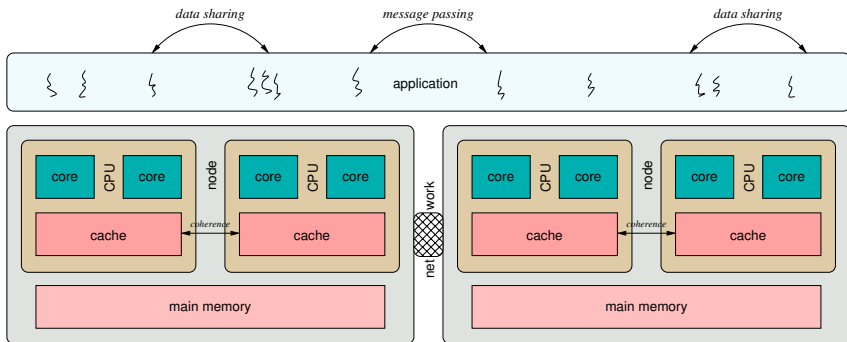 data sharing
message passing
data sharing
application
core
CPU
core
node
core
CPU
core
cache
coherence
cache
main memory
net
work
core
CPU
core
node
core
CPU
core
cache
coherence
cache
main memory